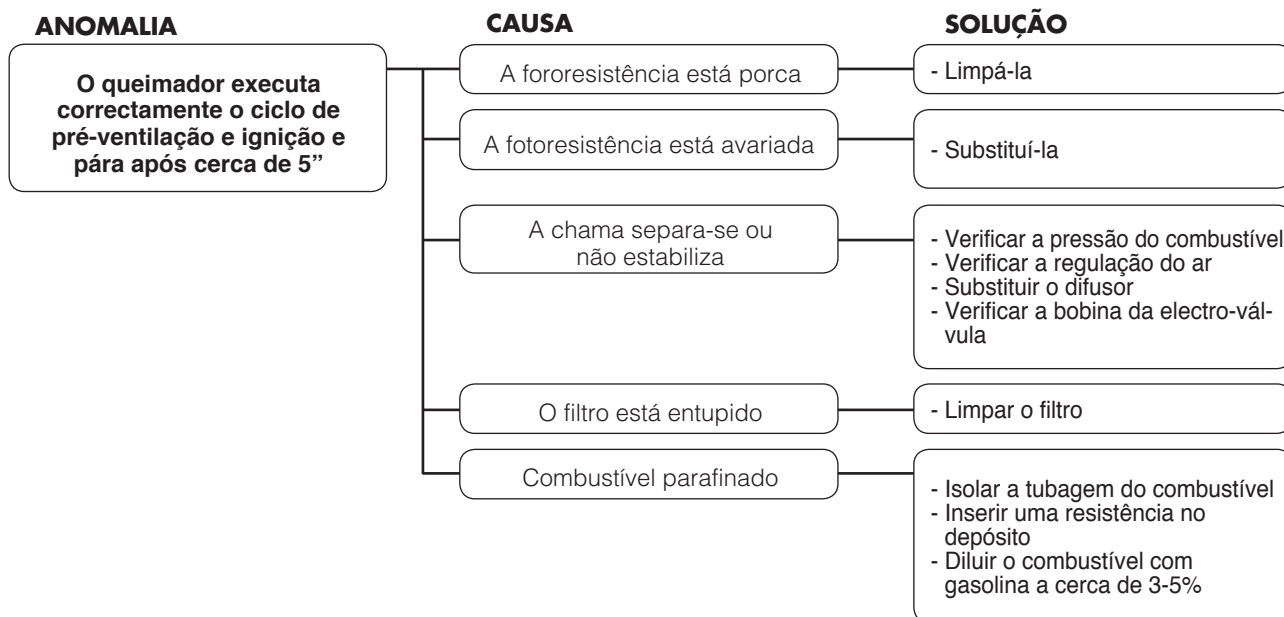 ANOMALIA
CAUSA
SOLUÇÃO
O queimador executa
correctamente o ciclo de
pré-ventilação e ignição e
pára após cerca de 5”
A fororesistência está porca
- Limpá-la
A fotoresistência está avariada
- Substituí-la
A chama separa-se ou
não estabiliza
- Verificar a pressão do combustível
- Verificar a regulação do ar
- Substituir o difusor
- Verificar a bobina da electro-vál-
vula
O filtro está entupido
- Limpar o filtro
Combustível parafinado
- Isolar a tubagem do combustível
- Inserir uma resistência no
depósito
- Diluir o combustível com
gasolina a cerca de 3-5%